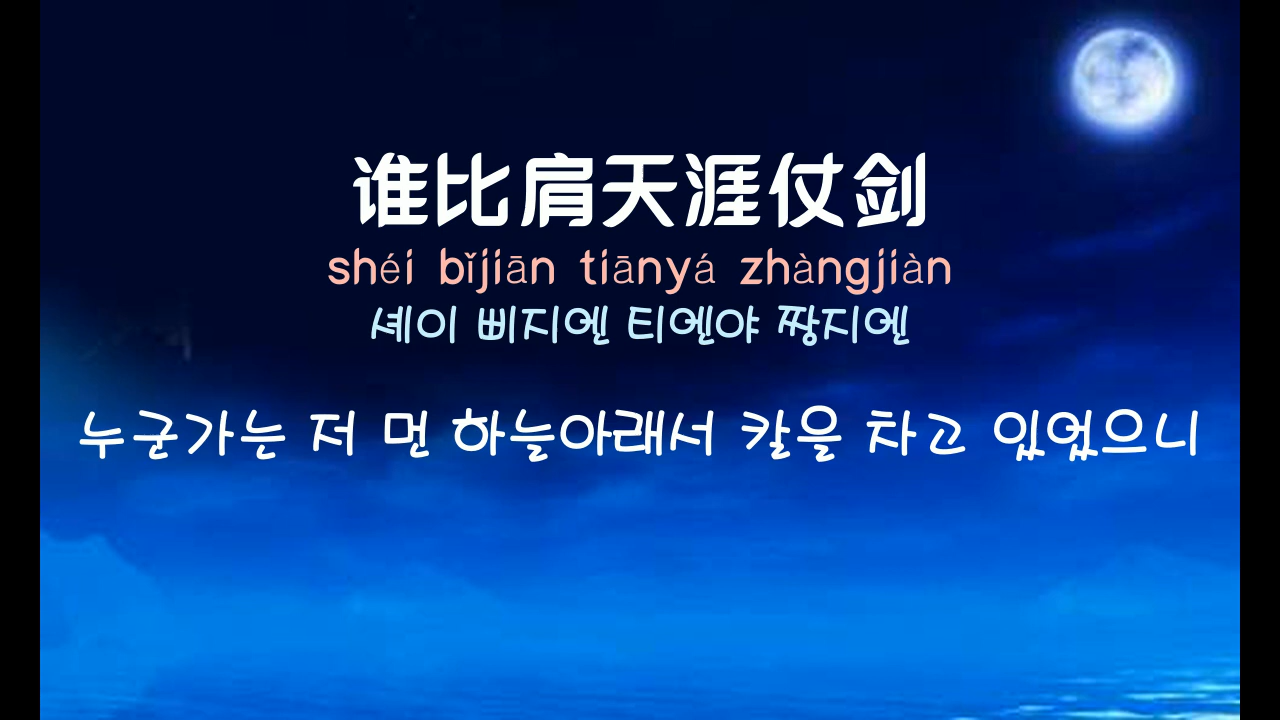 谁比肩天涯仗剑
shéi bǐjiān tiānyá zhàngjiàn
셰이 삐지엔 티엔야 짱지엔
누군가는 저 먼 하늘아래서 칼을 차고 있었으니